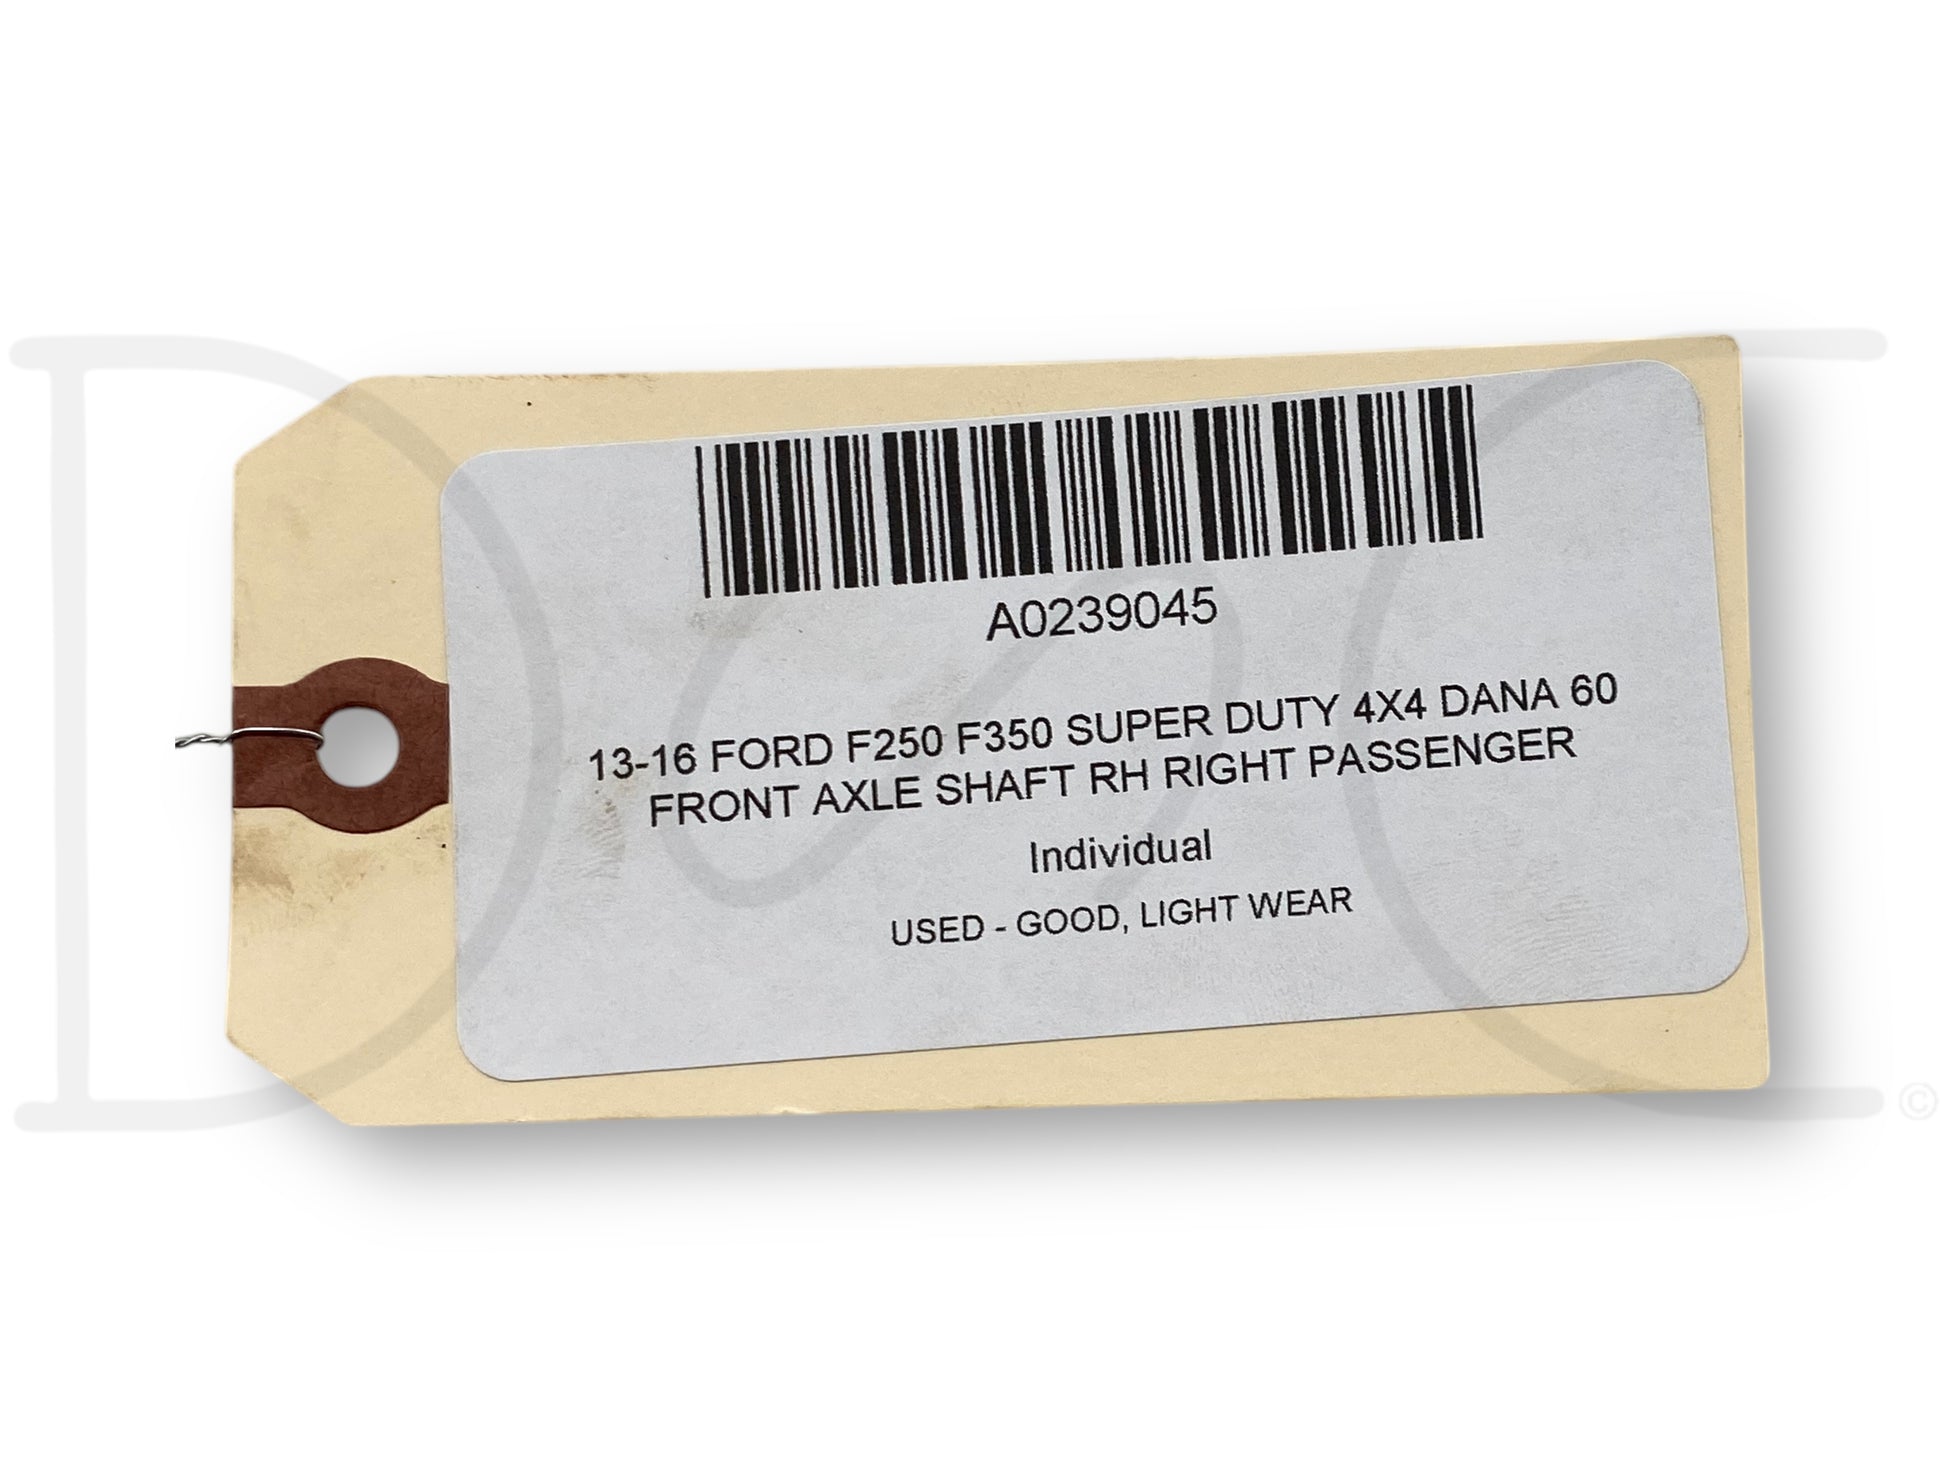 A0239045
13-16 FORD F250 F350 SUPER DUTY 4X4 DANA 60
FRONT AXLE SHAFT RH RIGHT PASSENGER
Individual
USED - GOOD, LIGHT WEAR
©